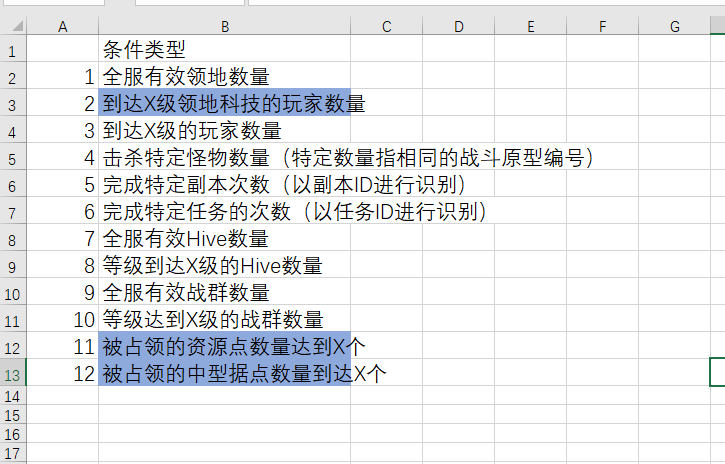 A B C D E F G
1 条件类型
2 1 全服有效领地数量
3 2 到达X级领地科技的玩家数量
4 3 到达X级的玩家数量
5 4 击杀特定怪物数量（特定数量指相同的战斗原型编号）
6 5 完成特定副本次数（以副本ID进行识别）
7 6 完成特定任务的次数（以任务ID进行识别）
8 7 全服有效Hive数量
9 8 等级到达X级的Hive数量
10 9 全服有效战群数量
11 10 等级达到X级的战群数量
12 11 被占领的资源点数量达到X个
13 12 被占领的中型据点数量到达X个
14
15
16
17